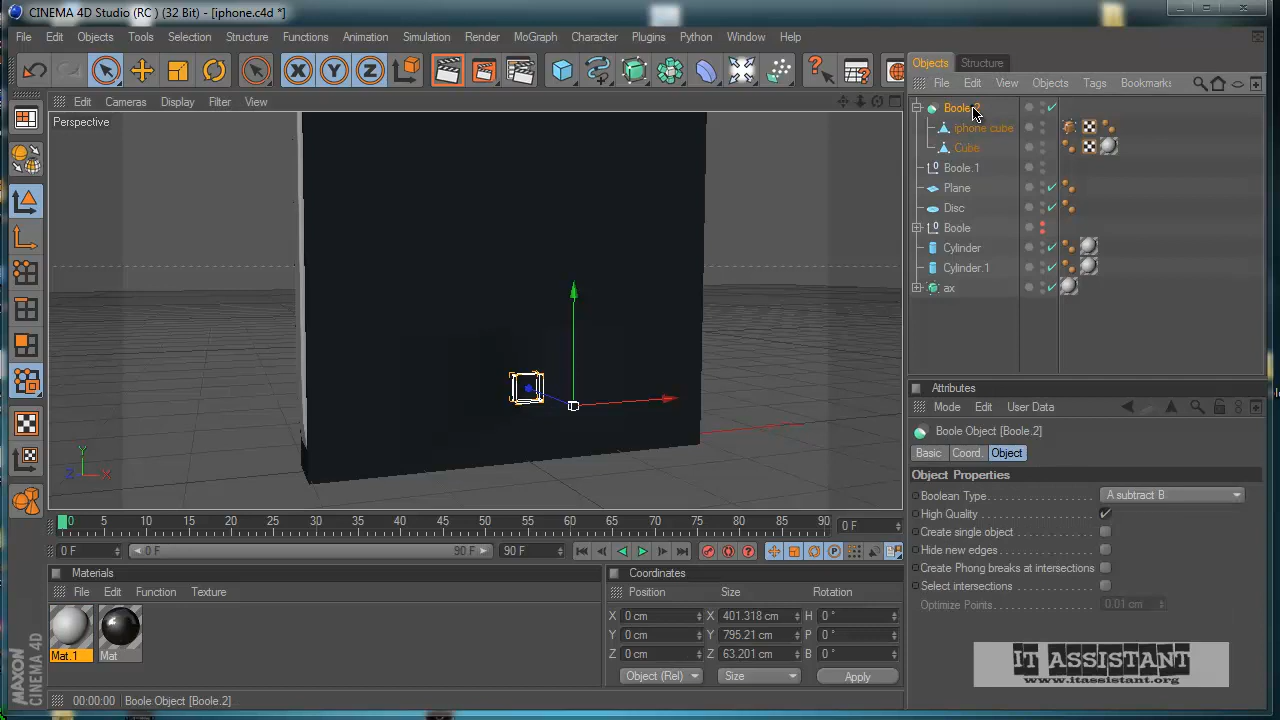 CINEMA 4D Studio (RC ) (32 Bit) - [iphone.c4d *]
File Edit Objects Tools Selection Structure Functions Animation Simulation Render MoGraph Character Plugins Python Window Help
X Y Z
Objects Structure
File Edit View Objects Tags Bookmarks
Edit Cameras Display Filter View
Perspective
Boole.2
iphone cube
Cube
Boole.1
Plane
Disc
Boole
Cylinder
Cylinder.1
ax
Y
Z X
Attributes
Mode Edit User Data
Boole Object [Boole.2]
Basic Coord. Object
Object Properties
Boolean Type A subtract B
High Quality
Create single object
Hide new edges
Create Phong breaks at intersections
Select intersections
Optimize Points 0.01 cm
0 5 10 15 20 25 30 35 40 45 50 55 60 65 70 75 80 85 90 0 F
0 F 0 F 90 F 90 F
Materials
File Edit Function Texture
Mat.1 Mat
Coordinates
Position Size Rotation
X 0 cm X 401.318 cm H 0 °
Y 0 cm Y 795.21 cm P 0 °
Z 0 cm Z 63.201 cm B 0 °
Object (Rel) Size Apply
MAXON
CINEMA 4D
00:00:00 Boole Object [Boole.2]
IT ASSISTANT
www.itassistant.org